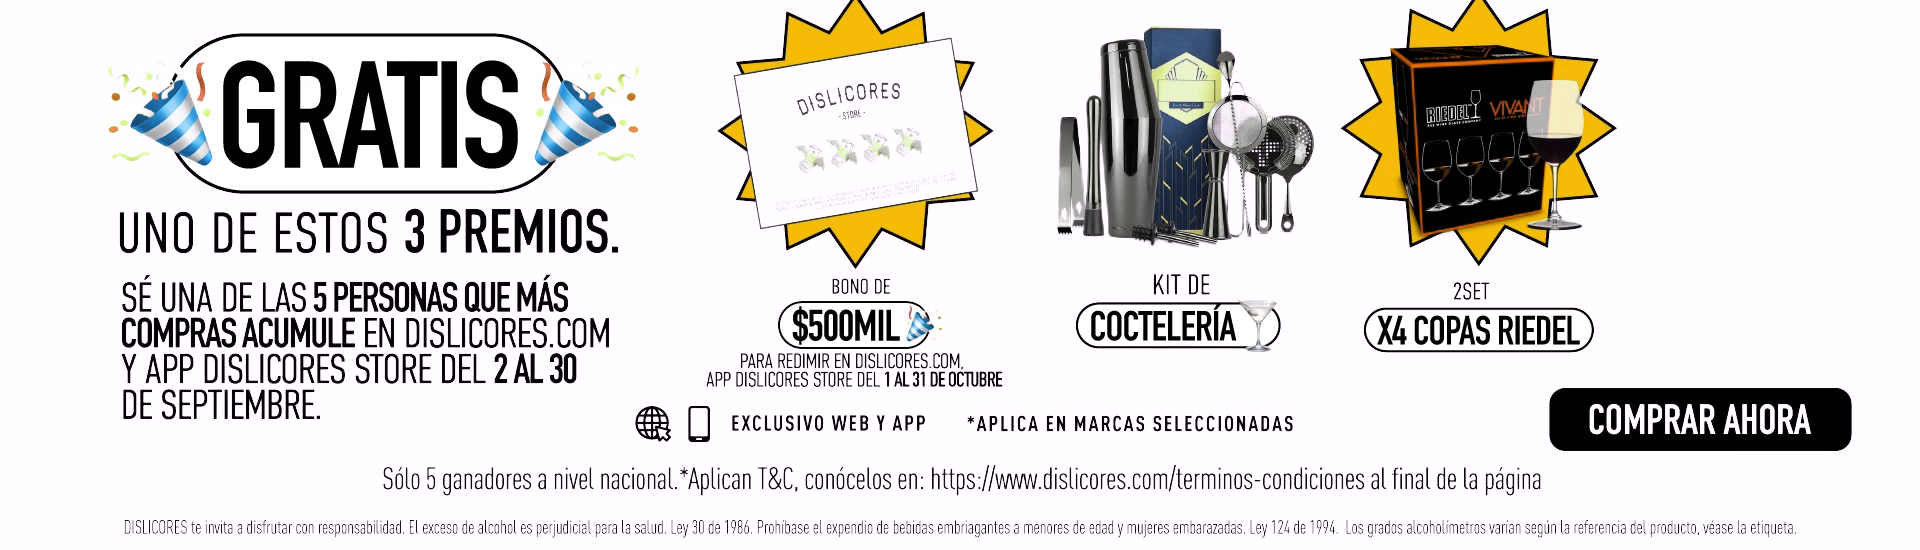 GRATIS
UNO DE ESTOS 3 PREMIOS.
SÉ UNA DE LAS 5 PERSONAS QUE MÁS
COMPRAS ACUMULE EN DISLICORES.COM
Y APP DISLICORES STORE DEL 2 AL 30
DE SEPTIEMBRE.
DISLICORES
- STORE -
BONO DE
$500MIL
PARA REDIMIR EN DISLICORES.COM,
APP DISLICORES STORE DEL 1 AL 31 DE OCTUBRE
KIT DE
COCTELERÍA
RIEDEL
VIVANT
2SET
X4 COPAS RIEDEL
EXCLUSIVO WEB Y APP *APLICA EN MARCAS SELECCIONADAS
COMPRAR AHORA
Sólo 5 ganadores a nivel nacional.*Aplican T&C, conócelos en: https://www.dislicores.com/terminos-condiciones al final de la página
DISLICORES te invita a disfrutar con responsabilidad. El exceso de alcohol es perjudicial para la salud. Ley 30 de 1986. Prohíbase el expendio de bebidas embriagantes a menores de edad y mujeres embarazadas. Ley 124 de 1994. Los grados alcoholímetros varían según la referencia del producto, véase la etiqueta.